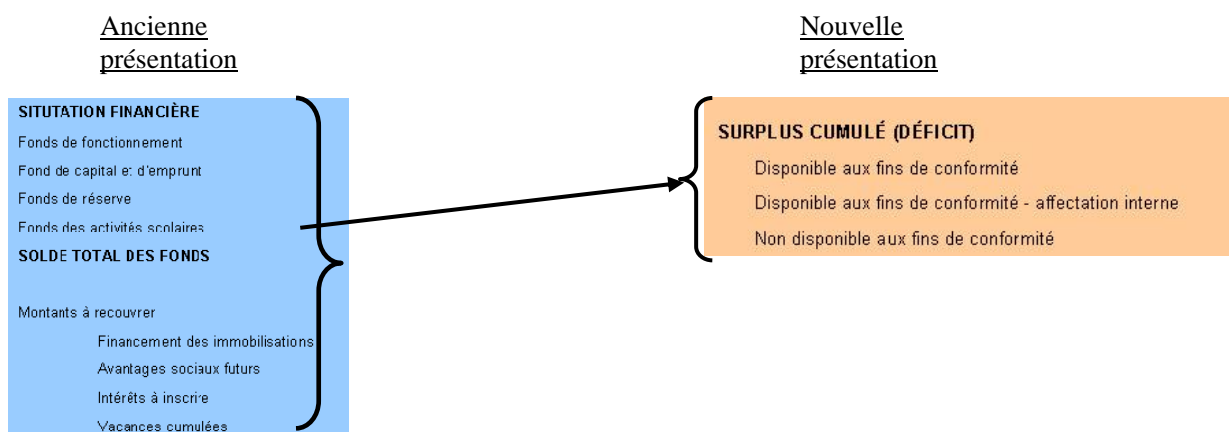 Ancienne
présentation
SITUTATION FINANCIÈRE
Fonds de fonctionnement
Fond de capital et d'emprunt
Fonds de réserve
Fonds des activités scolaires
SOLDE TOTAL DES FONDS
Montants à recouvrer
Financement des immobilisations
Avantages sociaux futurs
Intérêts à inscrire
Vacances cumulées
Nouvelle
présentation
SURPLUS CUMULÉ (DÉFICIT)
Disponible aux fins de conformité
Disponible aux fins de conformité - affectation interne
Non disponible aux fins de conformité